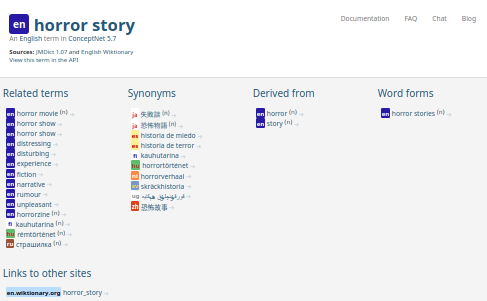 en horror story
An English term in ConceptNet 5.7
Sources: JMDict 1.07 and English Wiktionary
View this term in the API
Documentation FAQ Chat Blog
Related terms
en horror movie (n) →
en horror show →
en horror show →
en distressing →
en disturbing →
en experience →
en fiction →
en narrative →
en rumour →
en unpleasant →
en horrorzine (n) →
fi kauhutarina (n) →
hu rémtörténet (n) →
ru страшилка (n) →
Synonyms
ja 失敗談 (n) →
ja 恐怖物語 (n) →
es historia de miedo →
es historia de terror →
fi kauhutarina →
hu horrortörténet →
nl horrorverhaal →
sv skräckhistoria →
ug →
zh 恐怖故事 →
Derived from
en horror (n) →
en story (n) →
Word forms
en horror stories (n) →
Links to other sites
en.wiktionary.org horror_story →